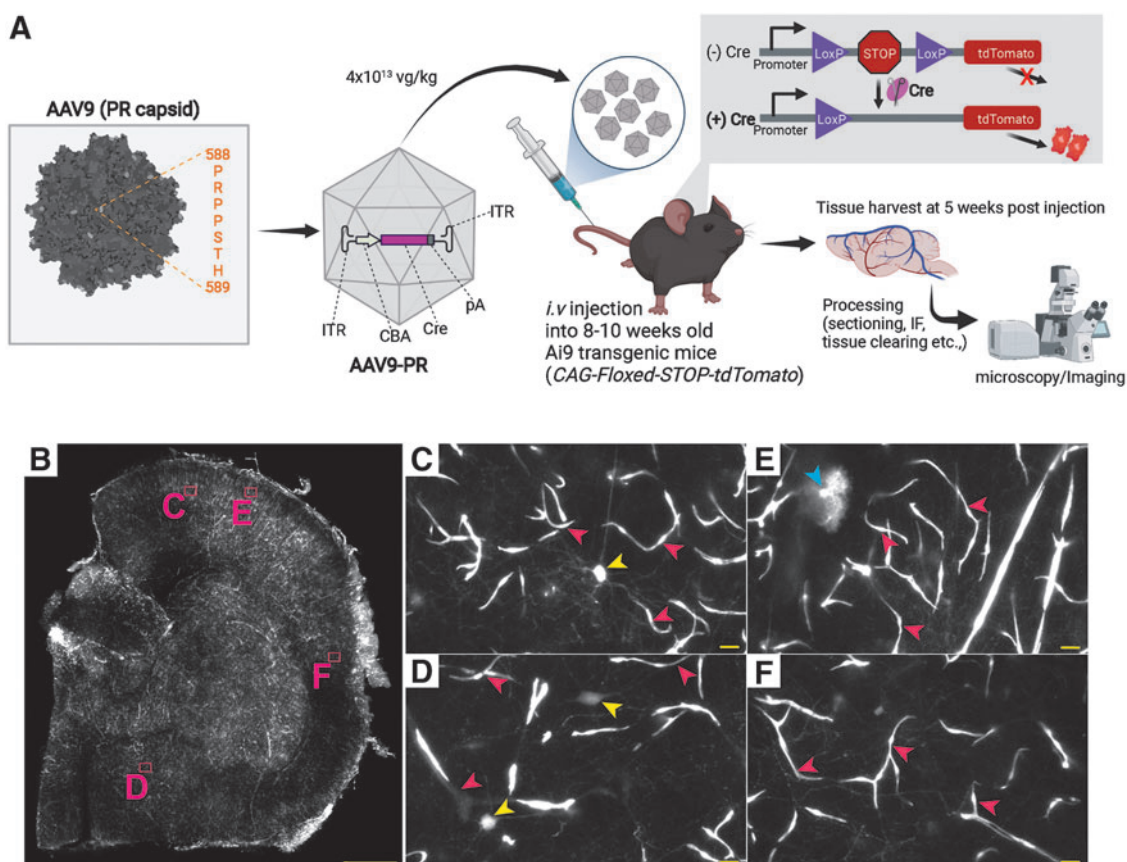 A
AAV9 (PR capsid)
588
P
R
P
P
S
T
H
589
4x10¹³ vg/kg
ITR
ITR
CBA
Cre
pA
AAV9-PR
(-) Cre
Promoter
LoxP
STOP
LoxP
tdTomato
X
Cre
(+) Cre
Promoter
LoxP
tdTomato
i.v injection
into 8-10 weeks old
Ai9 transgenic mice
(CAG-Floxed-STOP-tdTomato)
Tissue harvest at 5 weeks post injection
Processing
(sectioning, IF,
tissue clearing etc.,)
microscopy/Imaging
B
C
E
F
D
C
E
D
F